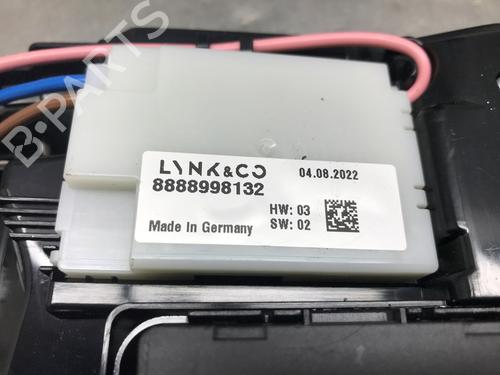 B-PARTS
LYNK&CO 04.08.2022
8888998132
HW: 03
Made in Germany SW: 02